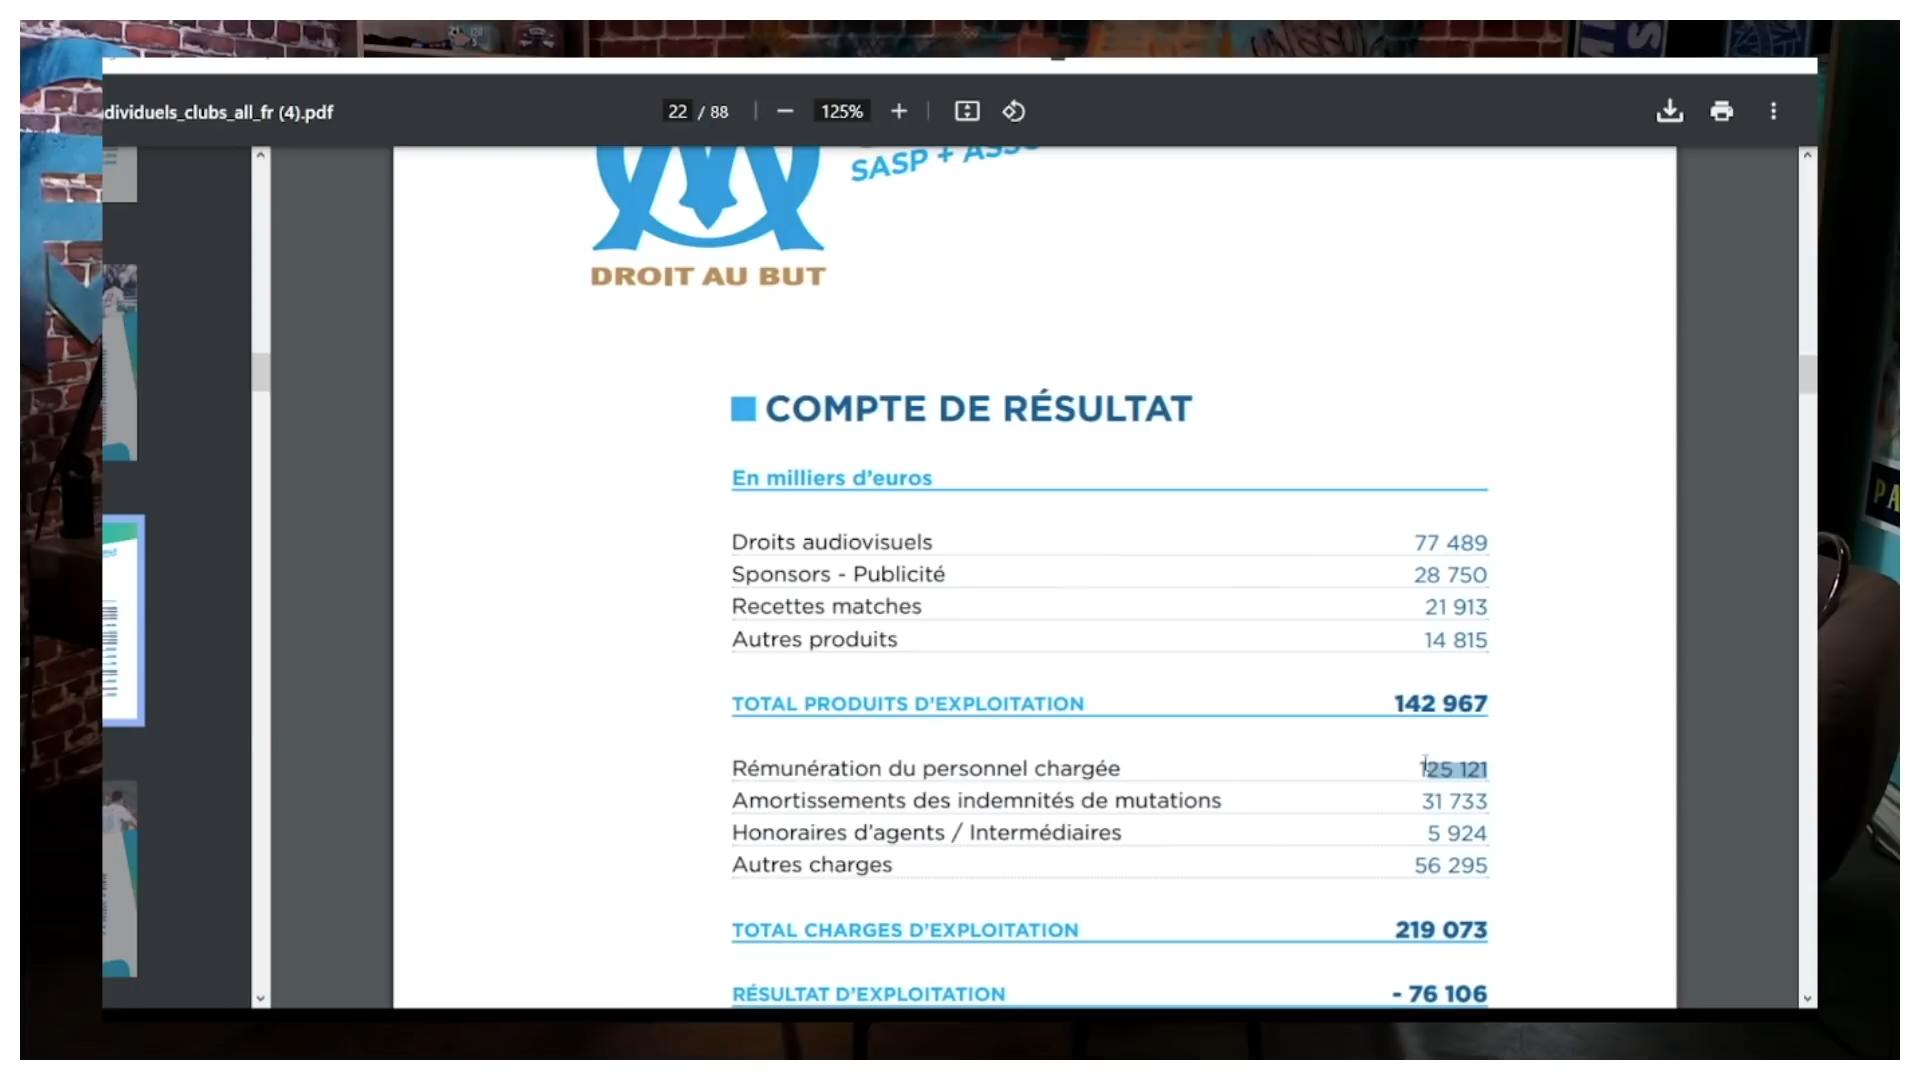 dividuels_clubs_all_fr (4).pdf
22 / 88
125%
SASP + ASSO
DROIT AU BUT
COMPTE DE RÉSULTAT
En milliers d'euros
Droits audiovisuels 77 489
Sponsors - Publicité 28 750
Recettes matches 21 913
Autres produits 14 815
TOTAL PRODUITS D'EXPLOITATION 142 967
Rémunération du personnel chargée 125 121
Amortissements des indemnités de mutations 31 733
Honoraires d'agents / Intermédiaires 5 924
Autres charges 56 295
TOTAL CHARGES D'EXPLOITATION 219 073
RÉSULTAT D'EXPLOITATION - 76 106
PA